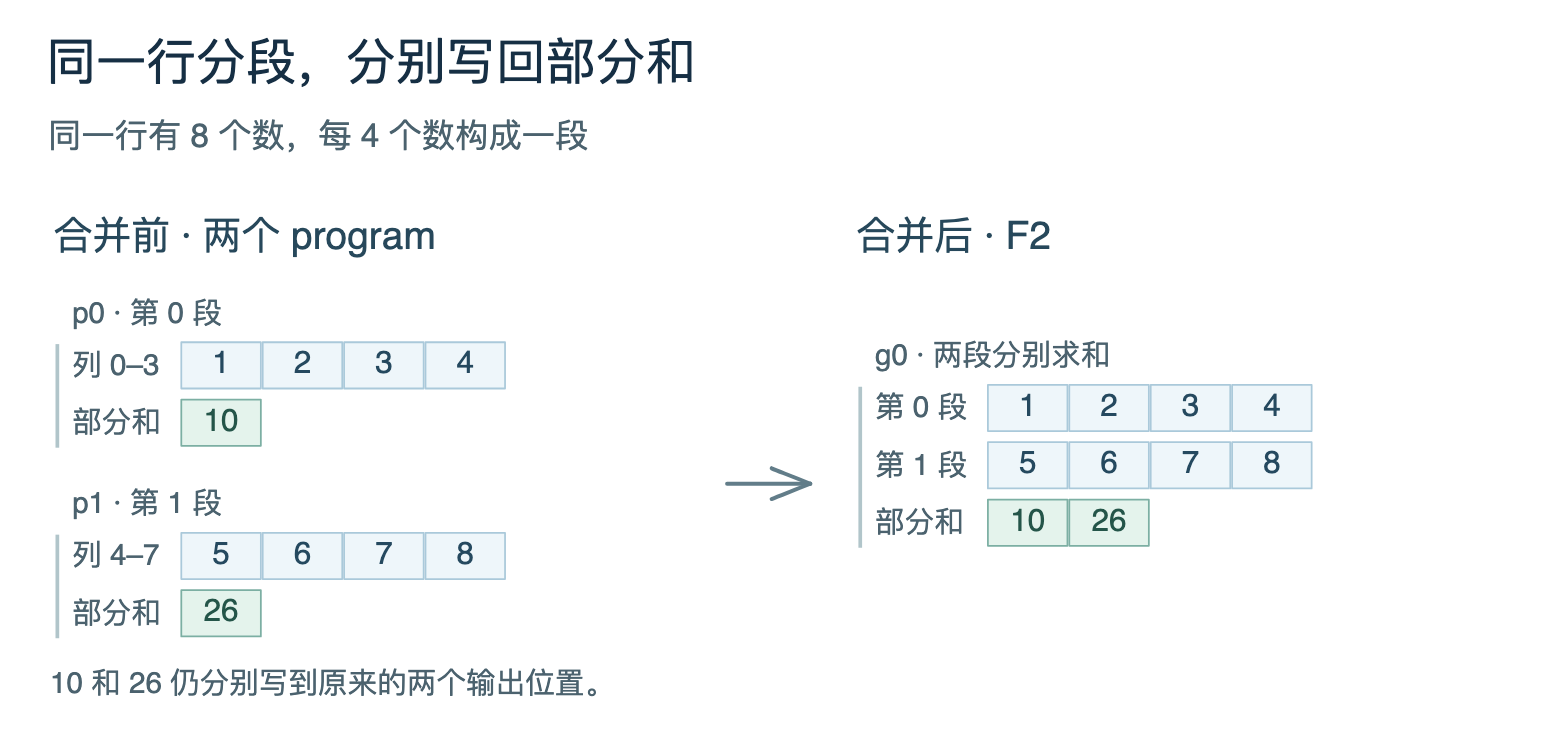 同一行分段，分别写回部分和
同一行有 8 个数，每 4 个数构成一段
合并前 · 两个 program
p0 · 第 0 段
列 0–3 1 2 3 4
部分和 10
p1 · 第 1 段
列 4–7 5 6 7 8
部分和 26
10 和 26 仍分别写到原来的两个输出位置。
合并后 · F2
g0 · 两段分别求和
第 0 段 1 2 3 4
第 1 段 5 6 7 8
部分和 10 26